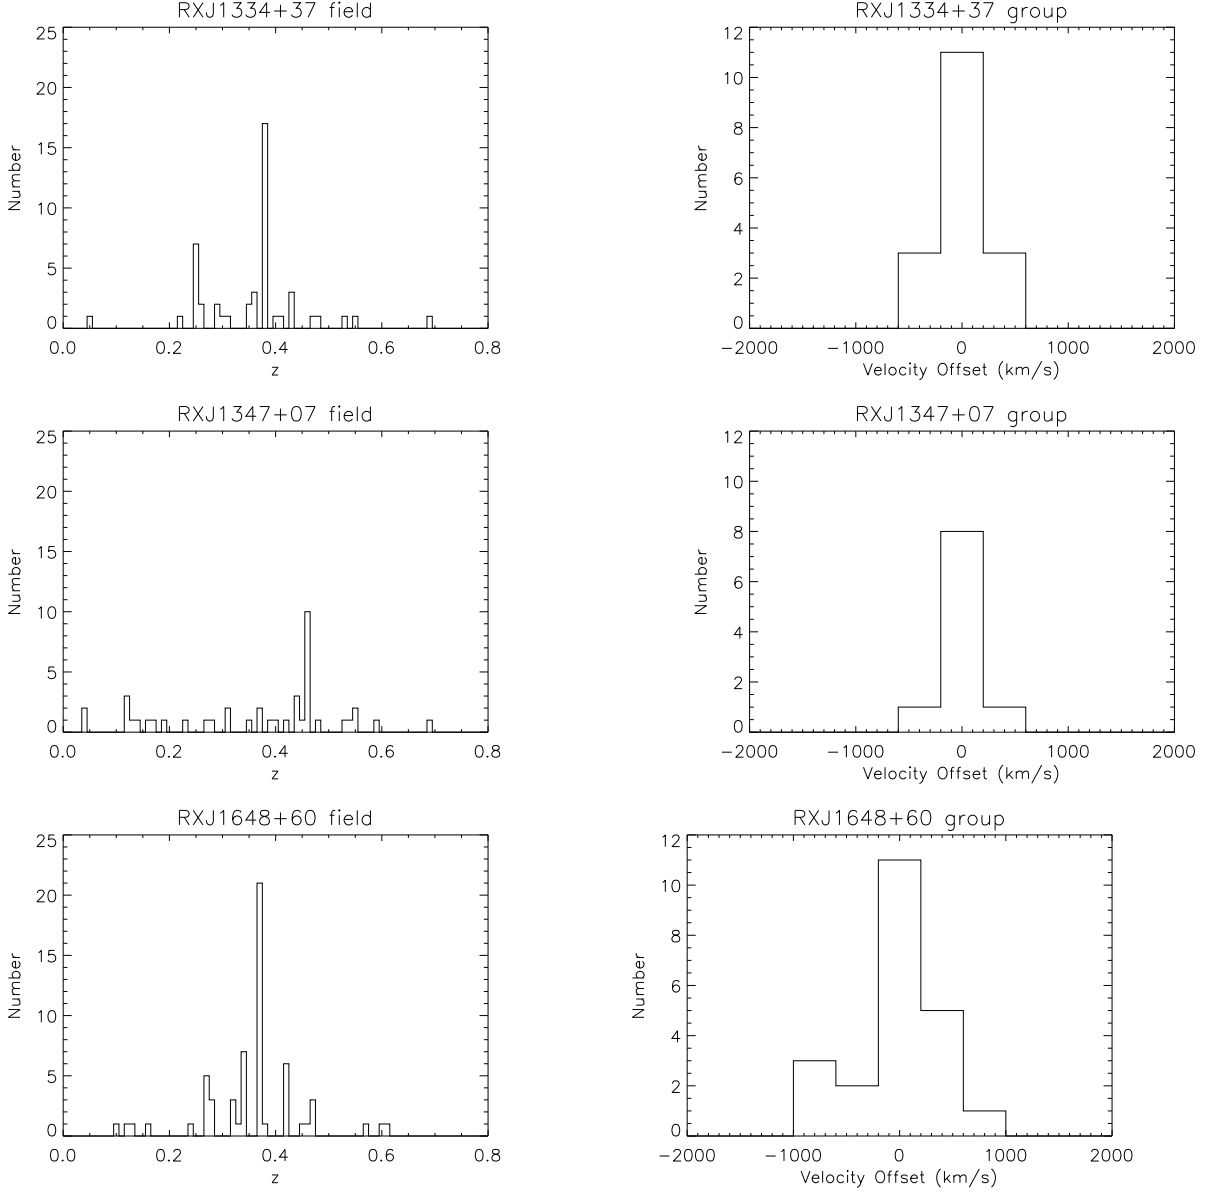 RXJ1334+37 field
25
20
15
10
5
0
Number
0.0 0.2 0.4 0.6 0.8
z
RXJ1334+37 group
12
10
8
6
4
2
0
Number
−2000 −1000 0 1000 2000
Velocity Offset (km/s)
RXJ1347+07 field
25
20
15
10
5
0
Number
0.0 0.2 0.4 0.6 0.8
z
RXJ1347+07 group
12
10
8
6
4
2
0
Number
−2000 −1000 0 1000 2000
Velocity Offset (km/s)
RXJ1648+60 field
25
20
15
10
5
0
Number
0.0 0.2 0.4 0.6 0.8
z
RXJ1648+60 group
12
10
8
6
4
2
0
Number
−2000 −1000 0 1000 2000
Velocity Offset (km/s)